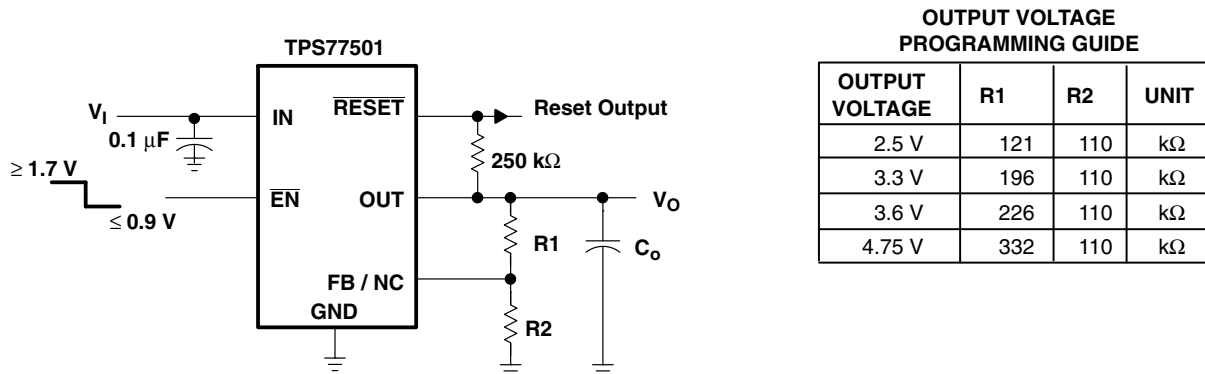 TPS77501
V_I
0.1 μF
IN
R̅E̅S̅E̅T̅
Reset Output
250 kΩ
≥ 1.7 V
≤ 0.9 V
E̅N̅
OUT
V_O
R1
C_o
FB / NC
GND
R2
OUTPUT VOLTAGE
PROGRAMMING GUIDE
OUTPUT VOLTAGE R1 R2 UNIT
2.5 V 121 110 kΩ
3.3 V 196 110 kΩ
3.6 V 226 110 kΩ
4.75 V 332 110 kΩ